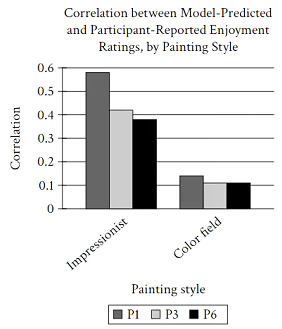 Correlation between Model-Predicted
and Participant-Reported Enjoyment
Ratings, by Painting Style
0.6
0.5
0.4
0.3
0.2
0.1
0
Correlation
Impressionist
Color field
Painting style
P1 P3 P6